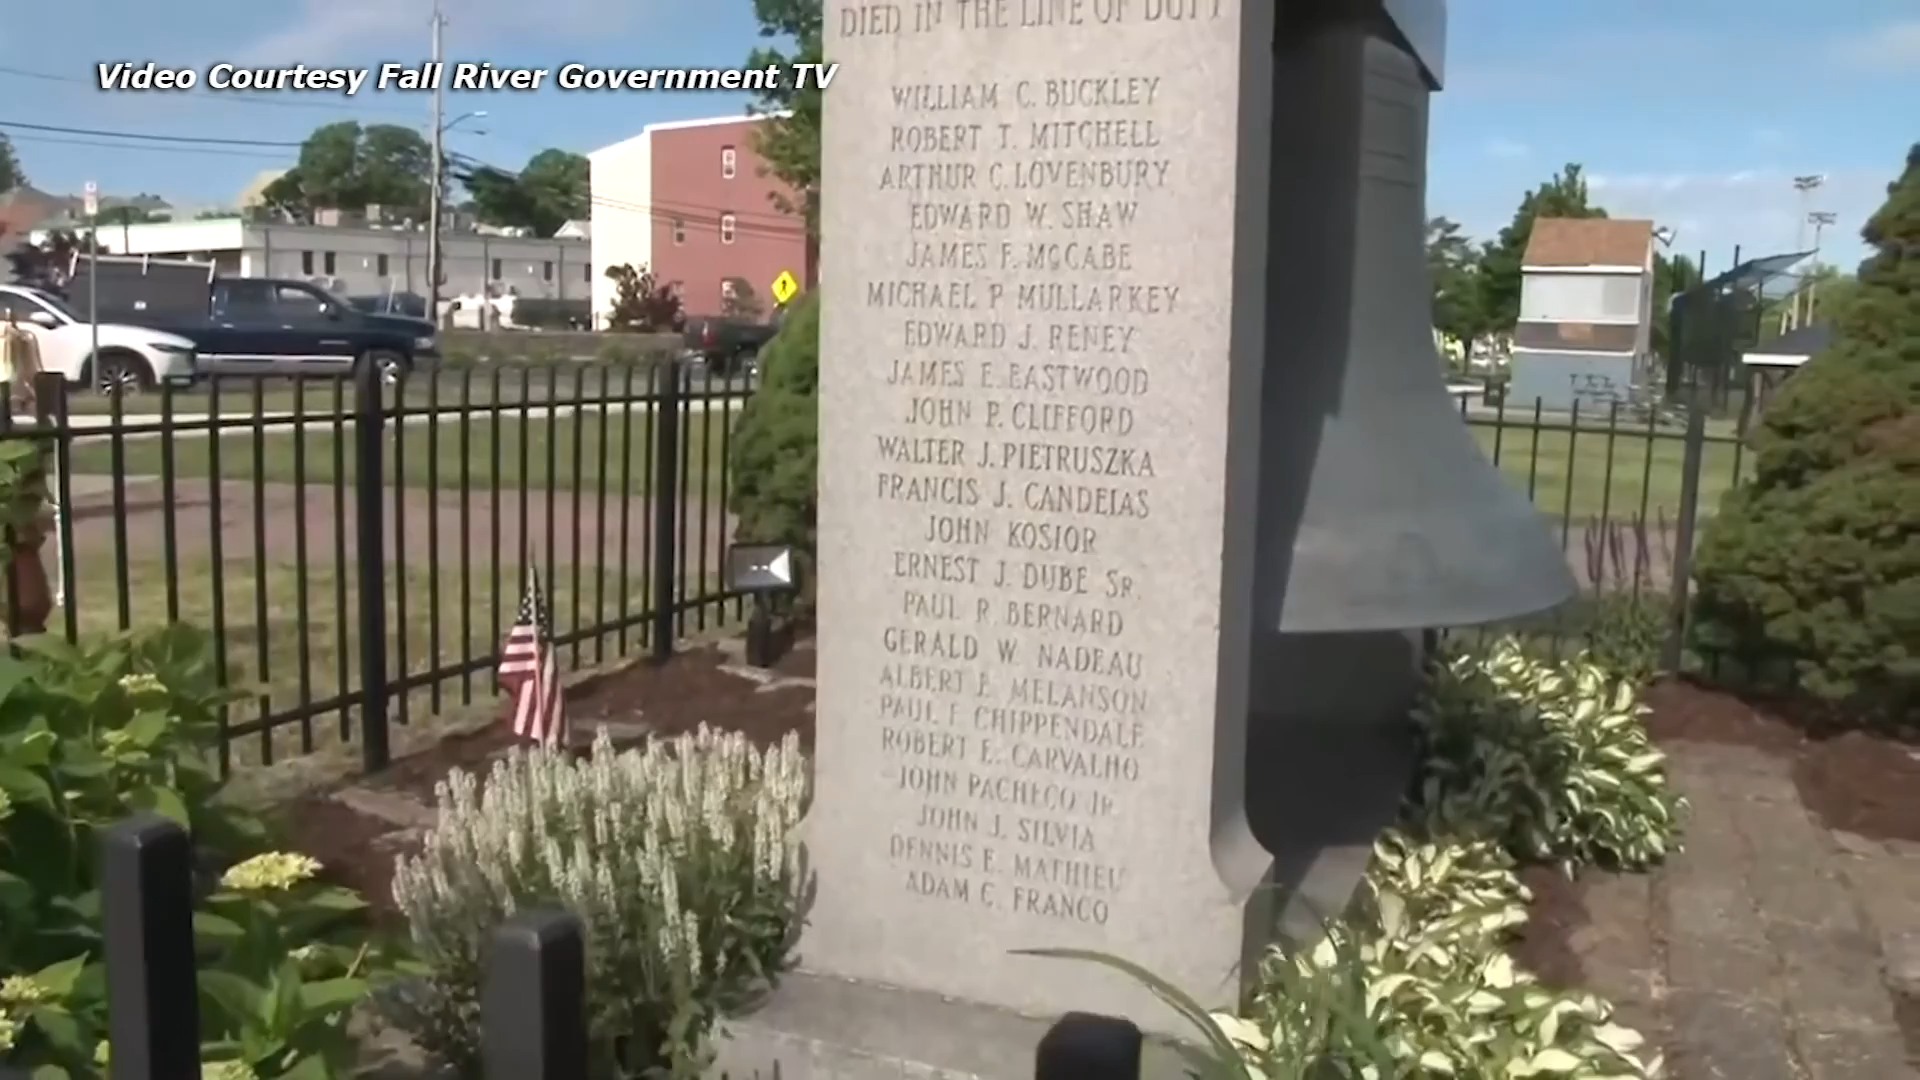 Video Courtesy Fall River Government TV
DIED IN THE LINE OF DUTY
WILLIAM C. BUCKLEY
ROBERT T. MITCHELL
ARTHUR C. LOVENBURY
EDWARD W. SHAW
JAMES F. McCABE
MICHAEL P. MULLARKEY
EDWARD J. RENEY
JAMES E. EASTWOOD
JOHN P. CLIFFORD
WALTER J. PIETRUSZKA
FRANCIS J. CANDEIAS
JOHN KOSIOR
ERNEST J. DUBE SR.
PAUL R. BERNARD
GERALD W. NADEAU
ALBERT E. MELANSON
PAUL F. CHIPPENDALE
ROBERT E. CARVALHO
JOHN PACHECO JR.
JOHN J. SILVIA
DENNIS E. MATHIEU
ADAM C. FRANCO